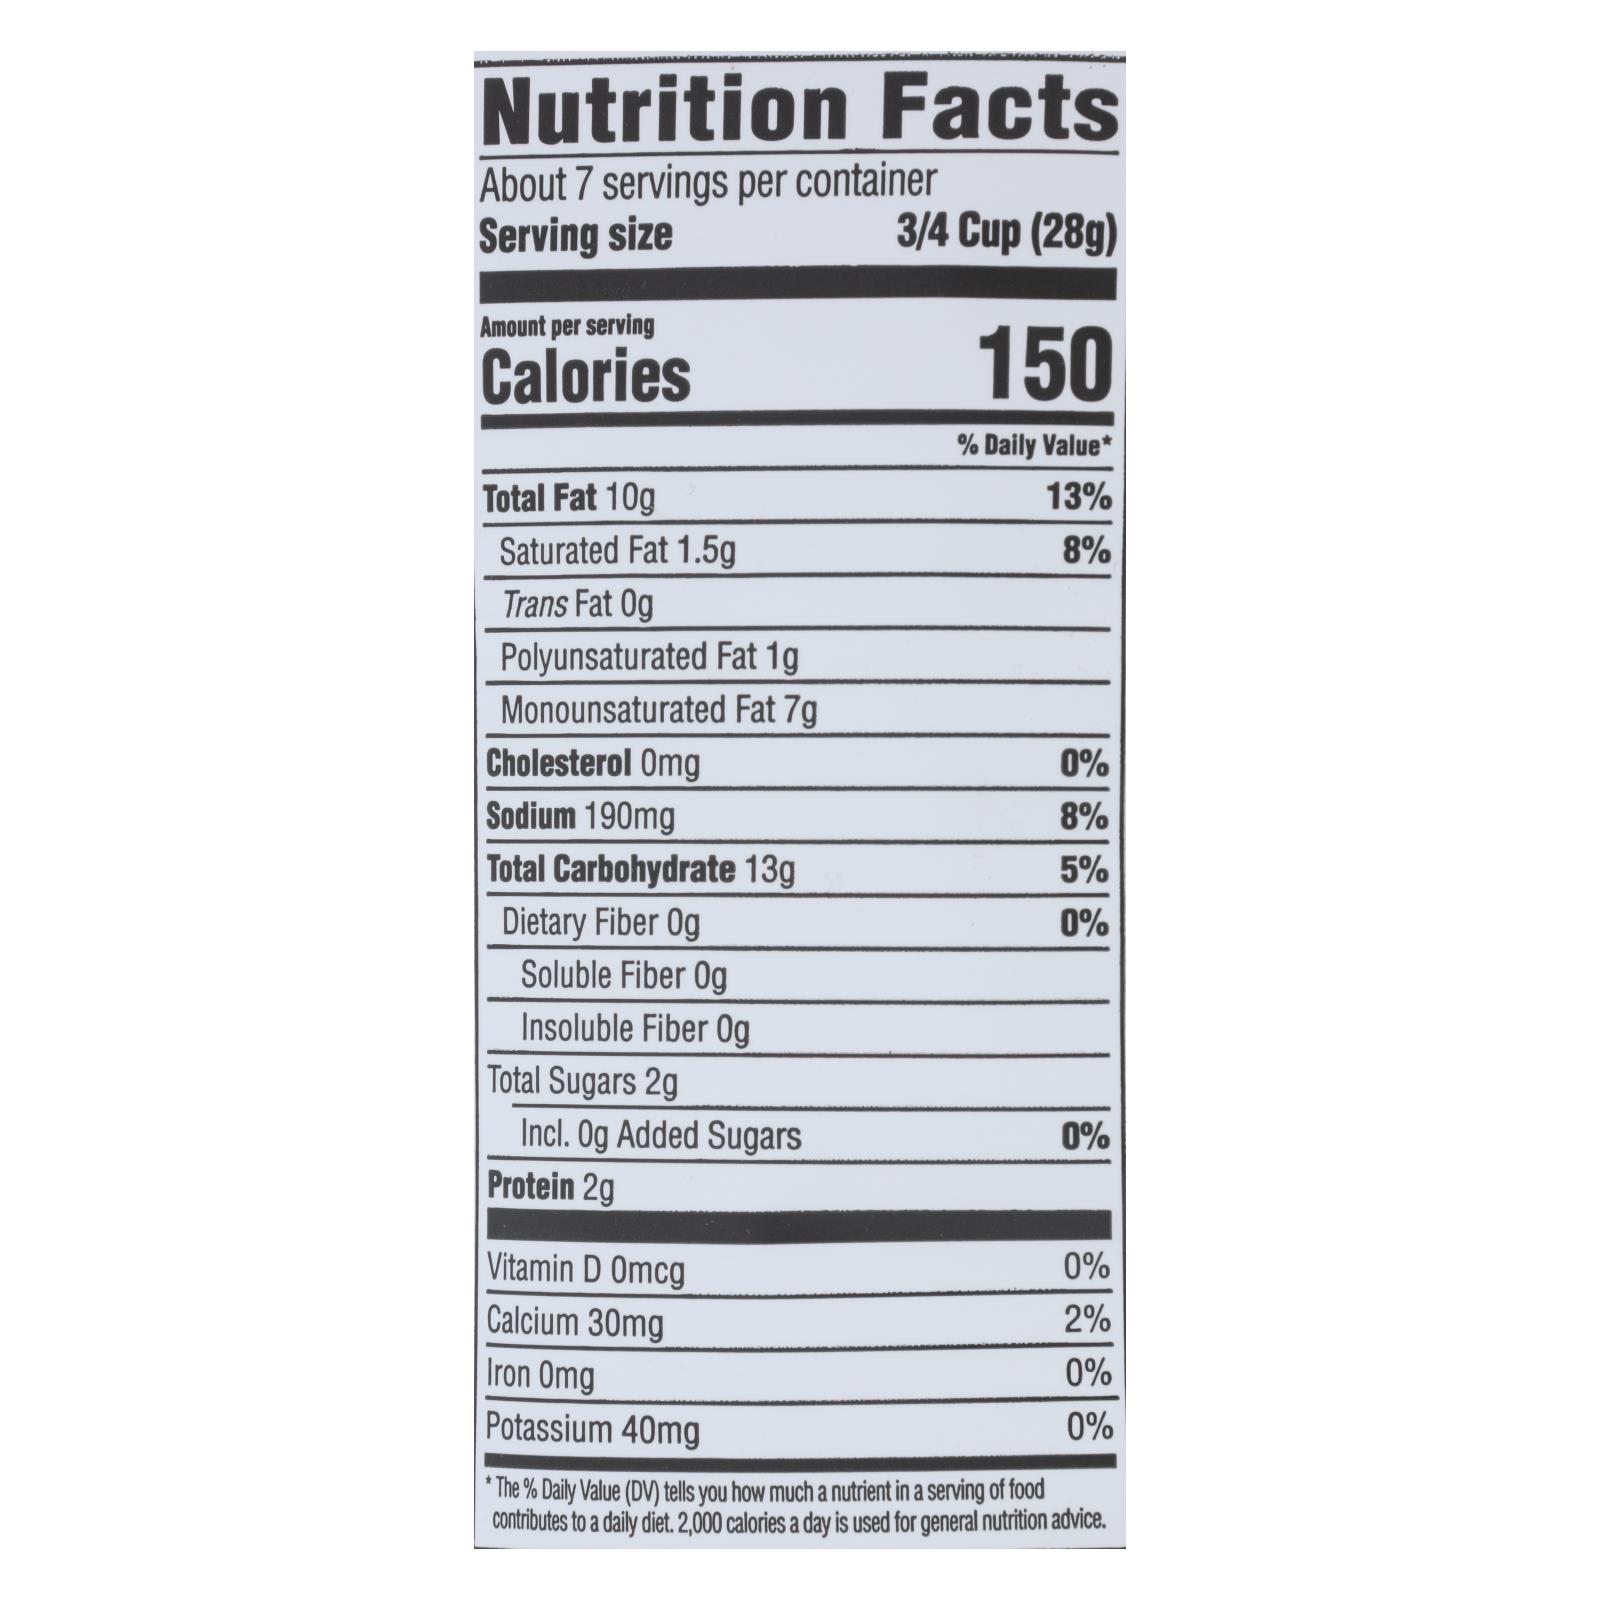 Nutrition Facts
About 7 servings per container
Serving size 3/4 Cup (28g)
Amount per serving
Calories 150
% Daily Value*
Total Fat 10g 13%
Saturated Fat 1.5g 8%
Trans Fat 0g
Polyunsaturated Fat 1g
Monounsaturated Fat 7g
Cholesterol 0mg 0%
Sodium 190mg 8%
Total Carbohydrate 13g 5%
Dietary Fiber 0g 0%
Soluble Fiber 0g
Insoluble Fiber 0g
Total Sugars 2g
Incl. 0g Added Sugars 0%
Protein 2g
Vitamin D 0mcg 0%
Calcium 30mg 2%
Iron 0mg 0%
Potassium 40mg 0%
* The % Daily Value (DV) tells you how much a nutrient in a serving of food
contributes to a daily diet. 2,000 calories a day is used for general nutrition advice.